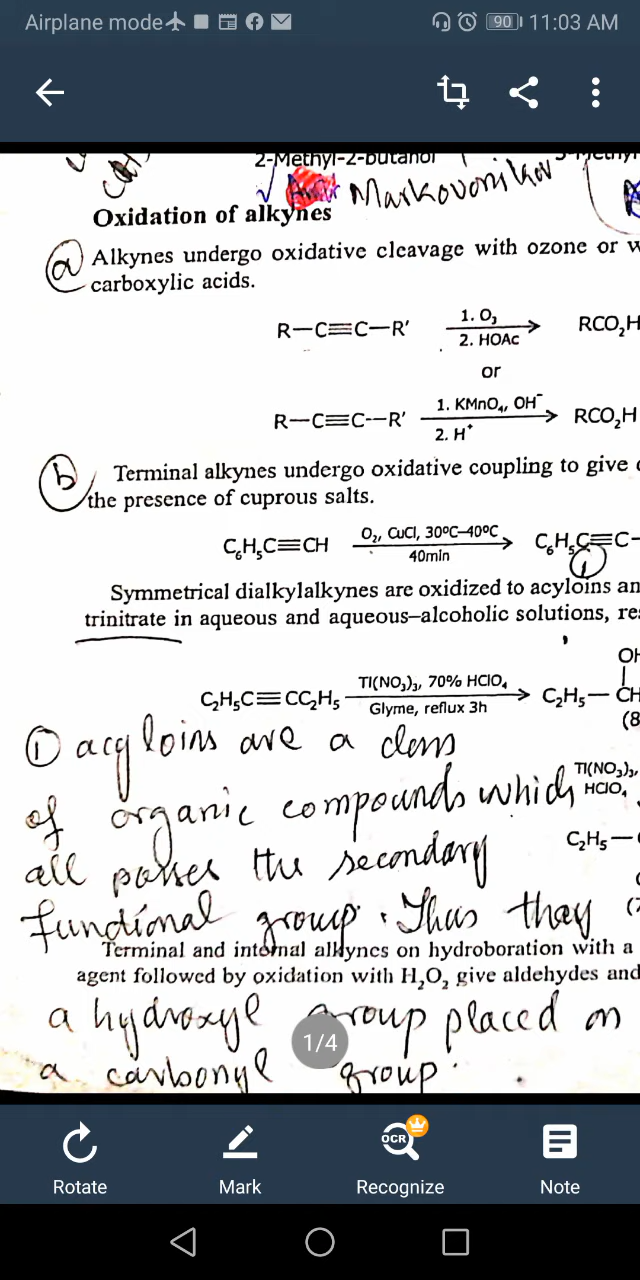 Airplane mode 90 11:03 AM
2-Methyl-2-butanol
Markovonikov
Oxidation of alkynes
a Alkynes undergo oxidative cleavage with ozone or w
carboxylic acids.
R—C≡C—R' 1. O₃ 2. HOAc RCO₂H
or
R—C≡C—R' 1. KMnO₄, OH⁻ 2. H⁺ RCO₂H
b Terminal alkynes undergo oxidative coupling to give
the presence of cuprous salts.
C₆H₅C≡CH O₂, CuCl, 30°C–40°C 40min C₆H₅C≡C–
1
Symmetrical dialkylalkynes are oxidized to acyloins an
trinitrate in aqueous and aqueous–alcoholic solutions, re
OH
C₂H₅C≡CC₂H₅ Tl(NO₃)₃, 70% HClO₄ Glyme, reflux 3h C₂H₅—CH
(8
1 acyloins are a class
of organic compounds which
Tl(NO₃)₃,
HClO₄
all posses the secondary
C₂H₅—
functional group. Thus they
(7
Terminal and internal alkynes on hydroboration with a
agent followed by oxidation with H₂O₂ give aldehydes and
a hydroxyl group placed on
1/4
a carbonyl group.
OCR
Rotate Mark Recognize Note